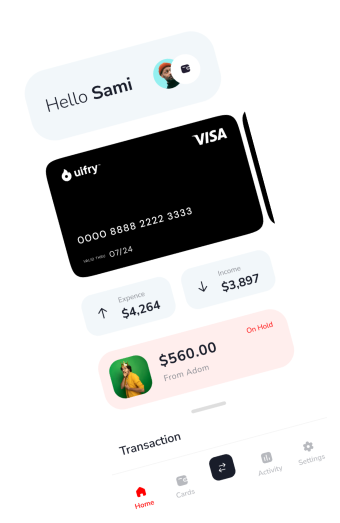 Hello Sami
VISA
uifry™
0000 8888 2222 3333
VALID THRU 07/24
Expence
$4,264
Income
$3,897
On Hold
$560.00
From Adom
Transaction
Home
Cards
Activity
Settings